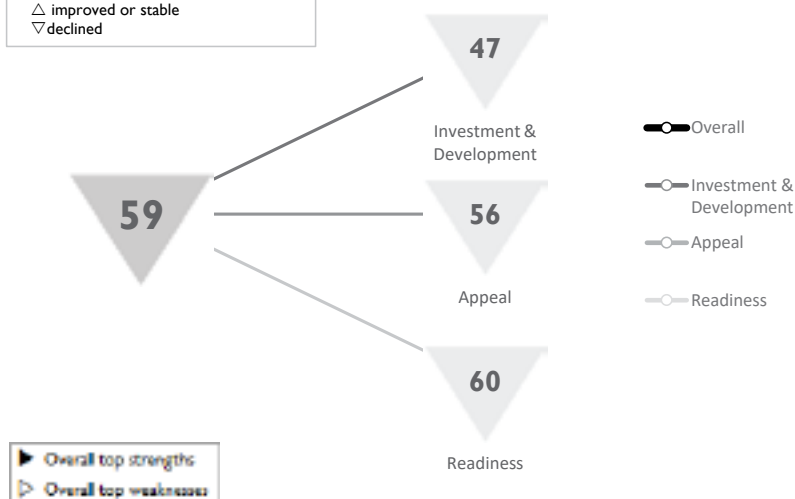 △ improved or stable
▽ declined
47
Investment &
Development
59
56
Appeal
60
Readiness
Overall
Investment &
Development
Appeal
Readiness
▶ Overall top strengths
▷ Overall top weaknesses